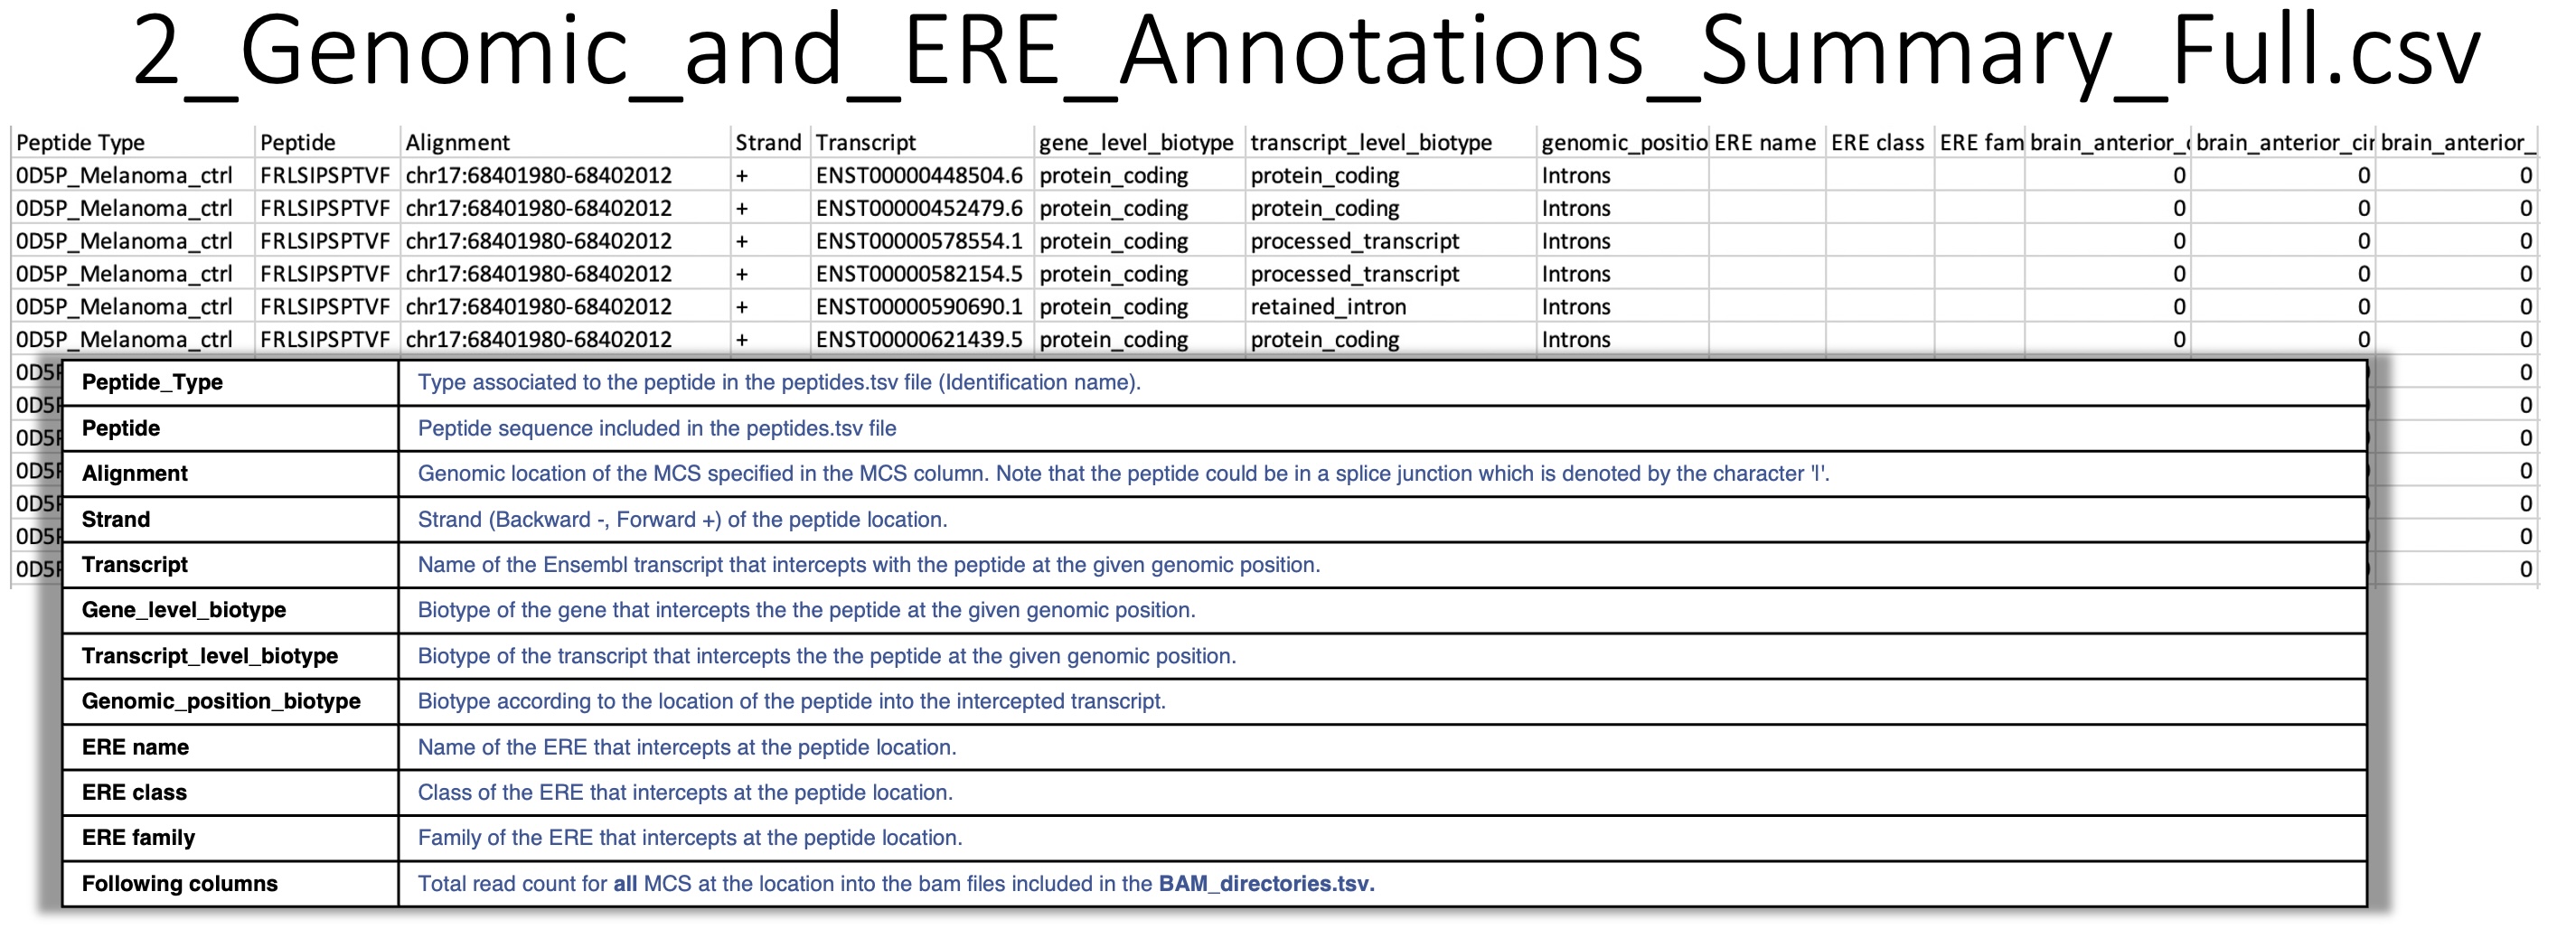 2_Genomic_and_ERE_Annotations_Summary_Full.csv
Peptide Type Peptide Alignment Strand Transcript gene_level_biotype transcript_level_biotype genomic_positio ERE name ERE class ERE fam brain_anterior_ brain_anterior_cir brain_anterior_
0D5P_Melanoma_ctrl FRLSIPSPTVF chr17:68401980-68402012 + ENST00000448504.6 protein_coding protein_coding Introns 0 0 0
0D5P_Melanoma_ctrl FRLSIPSPTVF chr17:68401980-68402012 + ENST00000452479.6 protein_coding protein_coding Introns 0 0 0
0D5P_Melanoma_ctrl FRLSIPSPTVF chr17:68401980-68402012 + ENST00000578554.1 protein_coding processed_transcript Introns 0 0 0
0D5P_Melanoma_ctrl FRLSIPSPTVF chr17:68401980-68402012 + ENST00000582154.5 protein_coding processed_transcript Introns 0 0 0
0D5P_Melanoma_ctrl FRLSIPSPTVF chr17:68401980-68402012 + ENST00000590690.1 protein_coding retained_intron Introns 0 0 0
0D5P_Melanoma_ctrl FRLSIPSPTVF chr17:68401980-68402012 + ENST00000621439.5 protein_coding protein_coding Introns 0 0 0
0D5 0
0D5 0
0D5 0
0D5 0
0D5 0
0D5 0
0D5 0
Peptide_Type Type associated to the peptide in the peptides.tsv file (Identification name).
Peptide Peptide sequence included in the peptides.tsv file
Alignment Genomic location of the MCS specified in the MCS column. Note that the peptide could be in a splice junction which is denoted by the character 'l'.
Strand Strand (Backward -, Forward +) of the peptide location.
Transcript Name of the Ensembl transcript that intercepts with the peptide at the given genomic position.
Gene_level_biotype Biotype of the gene that intercepts the the peptide at the given genomic position.
Transcript_level_biotype Biotype of the transcript that intercepts the the peptide at the given genomic position.
Genomic_position_biotype Biotype according to the location of the peptide into the intercepted transcript.
ERE name Name of the ERE that intercepts at the peptide location.
ERE class Class of the ERE that intercepts at the peptide location.
ERE family Family of the ERE that intercepts at the peptide location.
Following columns Total read count for all MCS at the location into the bam files included in the BAM_directories.tsv.